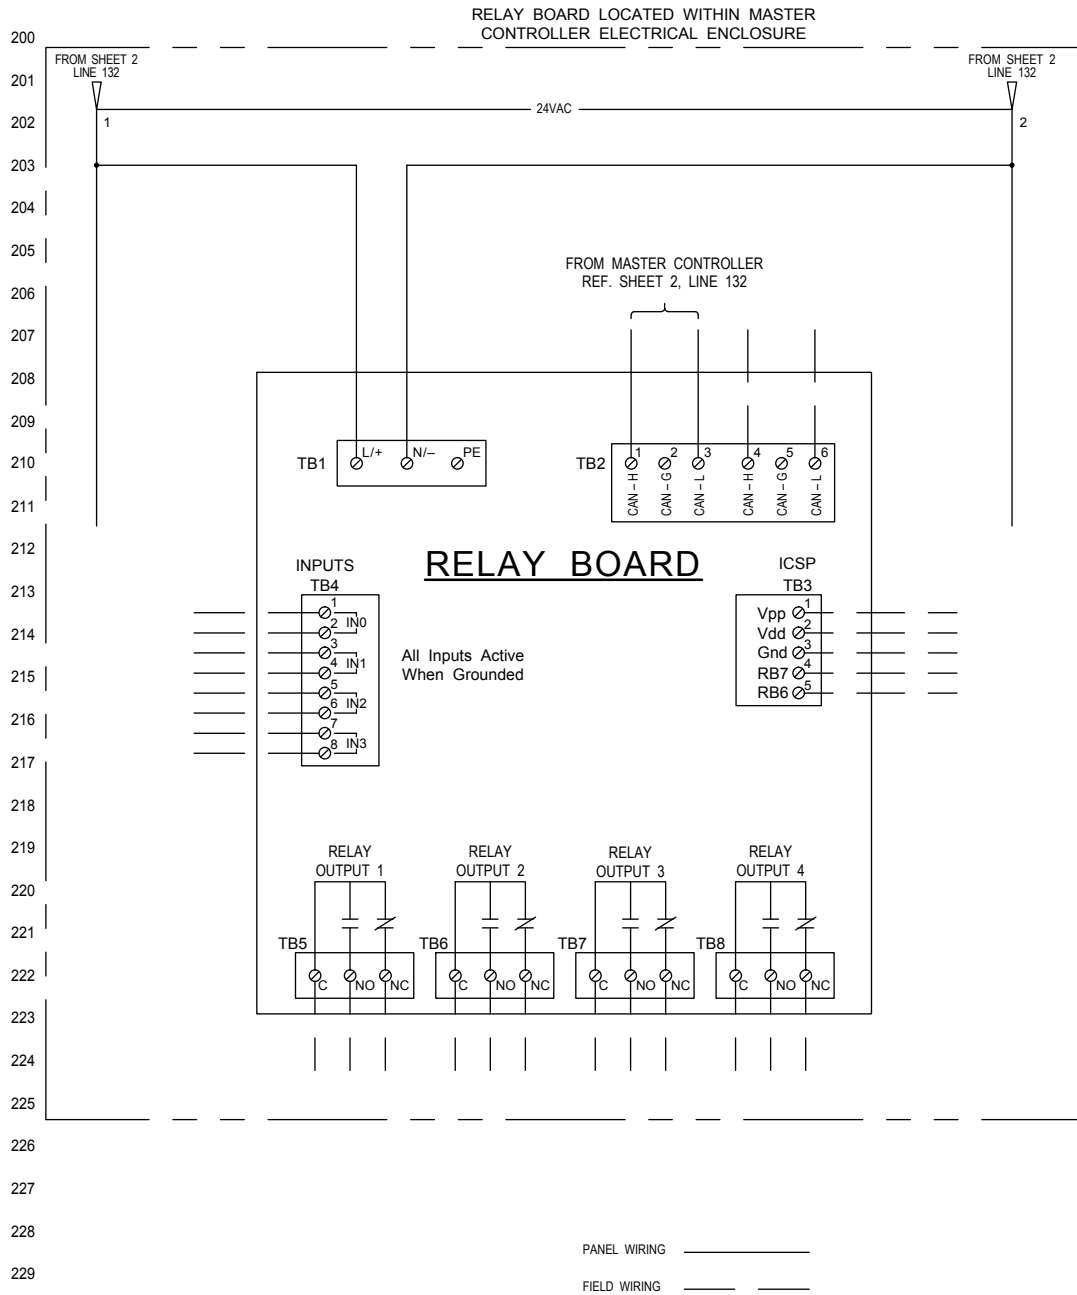 RELAY BOARD LOCATED WITHIN MASTER
CONTROLLER ELECTRICAL ENCLOSURE
200
FROM SHEET 2
LINE 132
FROM SHEET 2
LINE 132
201
24VAC
202
1
2
203
204
205
FROM MASTER CONTROLLER
REF. SHEET 2, LINE 132
206
207
208
209
210
TB1
L/+
N/–
PE
TB2
1
2
3
4
5
6
CAN – H
CAN – G
CAN – L
CAN – H
CAN – G
CAN – L
211
212
RELAY BOARD
INPUTS
TB4
ICSP
TB3
213
1
2
IN0
3
4
IN1
5
6
IN2
7
8
IN3
All Inputs Active
When Grounded
Vpp 1
Vdd 2
Gnd 3
RB7 4
RB6 5
214
215
216
217
218
219
RELAY
OUTPUT 1
RELAY
OUTPUT 2
RELAY
OUTPUT 3
RELAY
OUTPUT 4
220
221
TB5
TB6
TB7
TB8
222
C
NO
NC
C
NO
NC
C
NO
NC
C
NO
NC
223
224
225
226
227
228
PANEL WIRING
229
FIELD WIRING